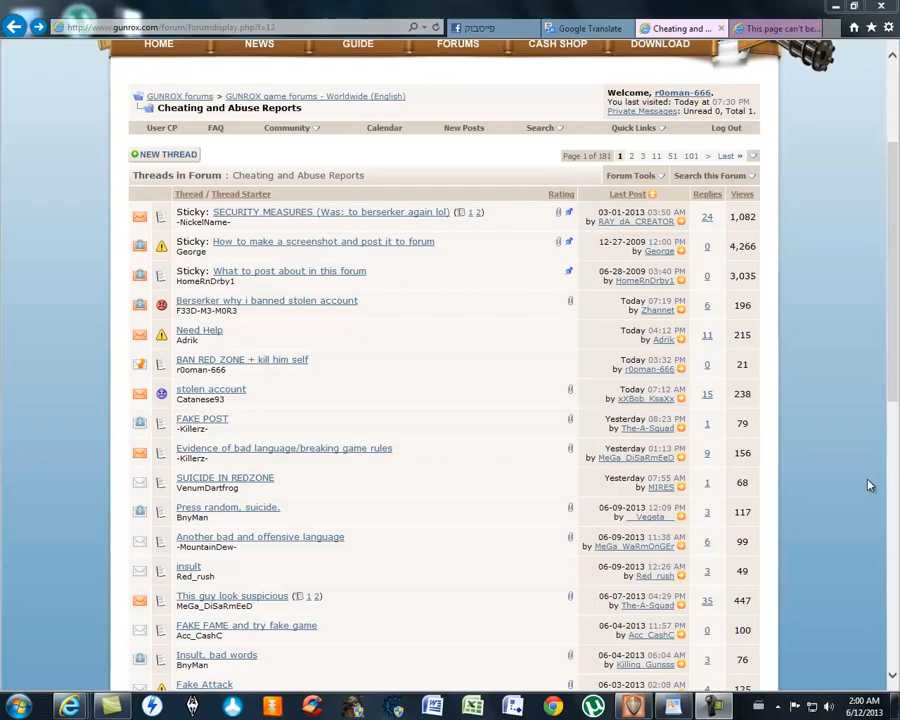 http://www.gunrox.com/forum/forumdisplay.php?f=12
פייסבוק
Google Translate
Cheating and ...
This page can't be...
HOME NEWS GUIDE FORUMS CASH SHOP DOWNLOAD
GUNROX forums > GUNROX game forums - Worldwide (English)
Cheating and Abuse Reports
Welcome, r0oman-666.
You last visited: Today at 07:30 PM
Private Messages: Unread 0, Total 1.
User CP FAQ Community Calendar New Posts Search Quick Links Log Out
NEW THREAD
Page 1 of 181 1 2 3 11 51 101 > Last »
Threads in Forum : Cheating and Abuse Reports
Forum Tools Search this Forum
Thread / Thread Starter Rating Last Post Replies Views
Sticky: SECURITY MEASURES (Was: to berserker again lol) ( 1 2)
-NickelName-
03-01-2013 03:50 AM
by RAY_dA_CREATOR
24 1,082
Sticky: How to make a screenshot and post it to forum
George
12-27-2009 12:00 PM
by George
0 4,266
Sticky: What to post about in this forum
HomeRnDrby1
06-28-2009 03:40 PM
by HomeRnDrby1
0 3,035
Berserker why i banned stolen account
F33D-M3-M0R3
Today 07:19 PM
by Zhannet
6 196
Need Help
Adrik
Today 04:12 PM
by Adrik
11 215
BAN RED ZONE + kill him self
r0oman-666
Today 03:32 PM
by r0oman-666
0 21
stolen account
Catanese93
Today 07:12 AM
by xXBob_KsaXx
15 238
FAKE POST
-Killerz-
Yesterday 08:23 PM
by The-A-Squad
1 79
Evidence of bad language/breaking game rules
-Killerz-
Yesterday 01:13 PM
by MeGa_DiSaRmEeD
9 156
SUICIDE IN REDZONE
VenumDartfrog
Yesterday 07:55 AM
by MIRES
1 68
Press random, suicide.
BnyMan
06-09-2013 12:09 PM
by __Vegeta__
3 117
Another bad and offensive language
-MountainDew-
06-09-2013 11:38 AM
by MeGa_WaRmOnGEr
6 99
insult
Red_rush
06-09-2013 12:26 AM
by Red_rush
3 49
This guy look suspicious ( 1 2)
MeGa_DiSaRmEeD
06-07-2013 04:29 PM
by The-A-Squad
35 447
FAKE FAME and try fake game
Acc_CashC
06-04-2013 11:57 PM
by Acc_CashC
0 100
Insult, bad words
BnyMan
06-04-2013 06:04 AM
by Killing_Gunsss
3 76
Fake Attack
06-03-2013 02:08 AM
4 125
2:00 AM
6/12/2013